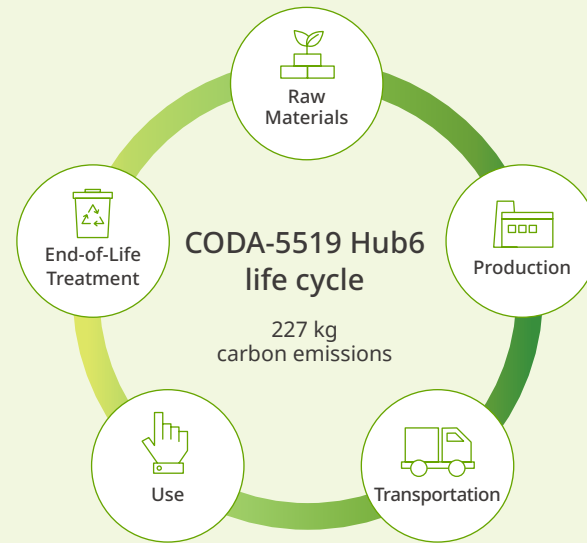 Raw
Materials
Production
Transportation
Use
End-of-Life
Treatment
CODA-5519 Hub6
life cycle
227 kg
carbon emissions